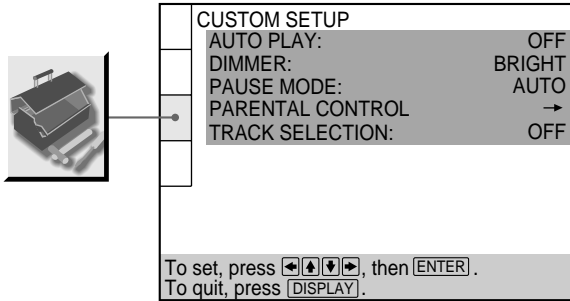 CUSTOM SETUP
AUTO PLAY: OFF
DIMMER: BRIGHT
PAUSE MODE: AUTO
PARENTAL CONTROL →
TRACK SELECTION: OFF
To set, press ←↑↓→, then ENTER.
To quit, press DISPLAY.